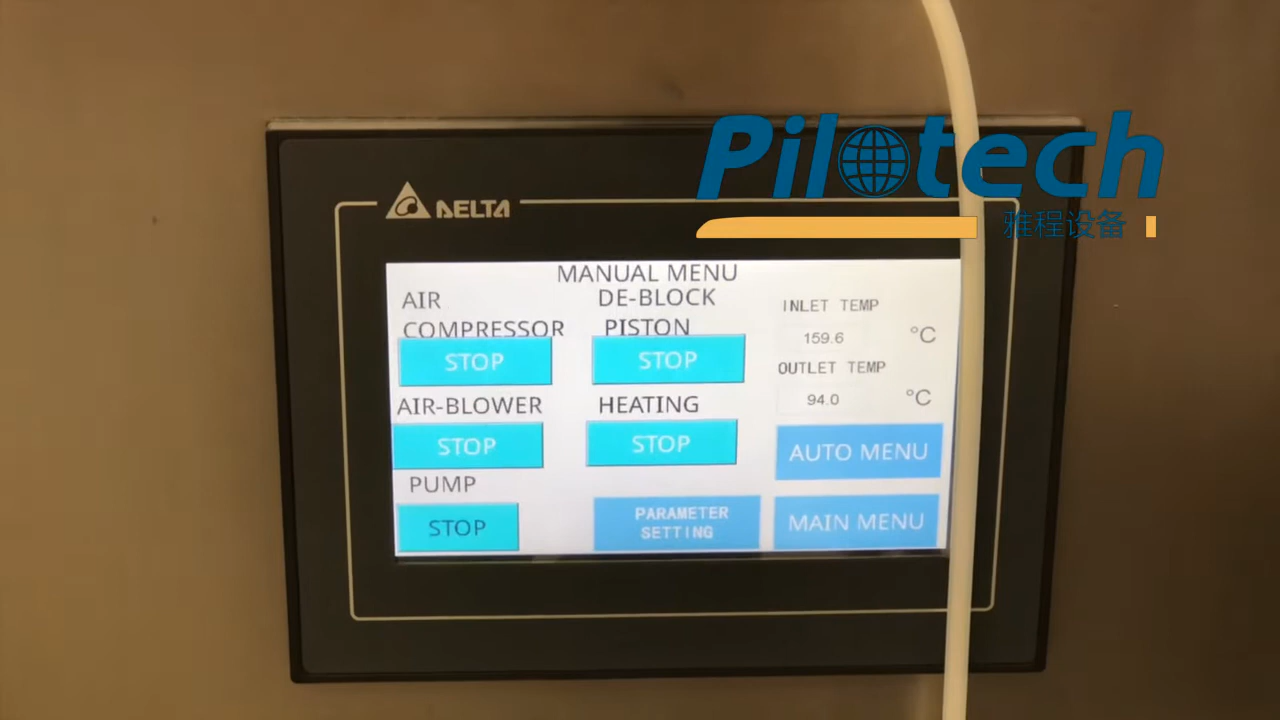 Pilotech
雅程设备
DELTA
MANUAL MENU
AIR
COMPRESSOR
STOP
DE-BLOCK
PISTON
STOP
INLET TEMP
159.6 °C
OUTLET TEMP
94.0 °C
AIR-BLOWER
STOP
HEATING
STOP
AUTO MENU
PUMP
STOP
PARAMETER
SETTING
MAIN MENU